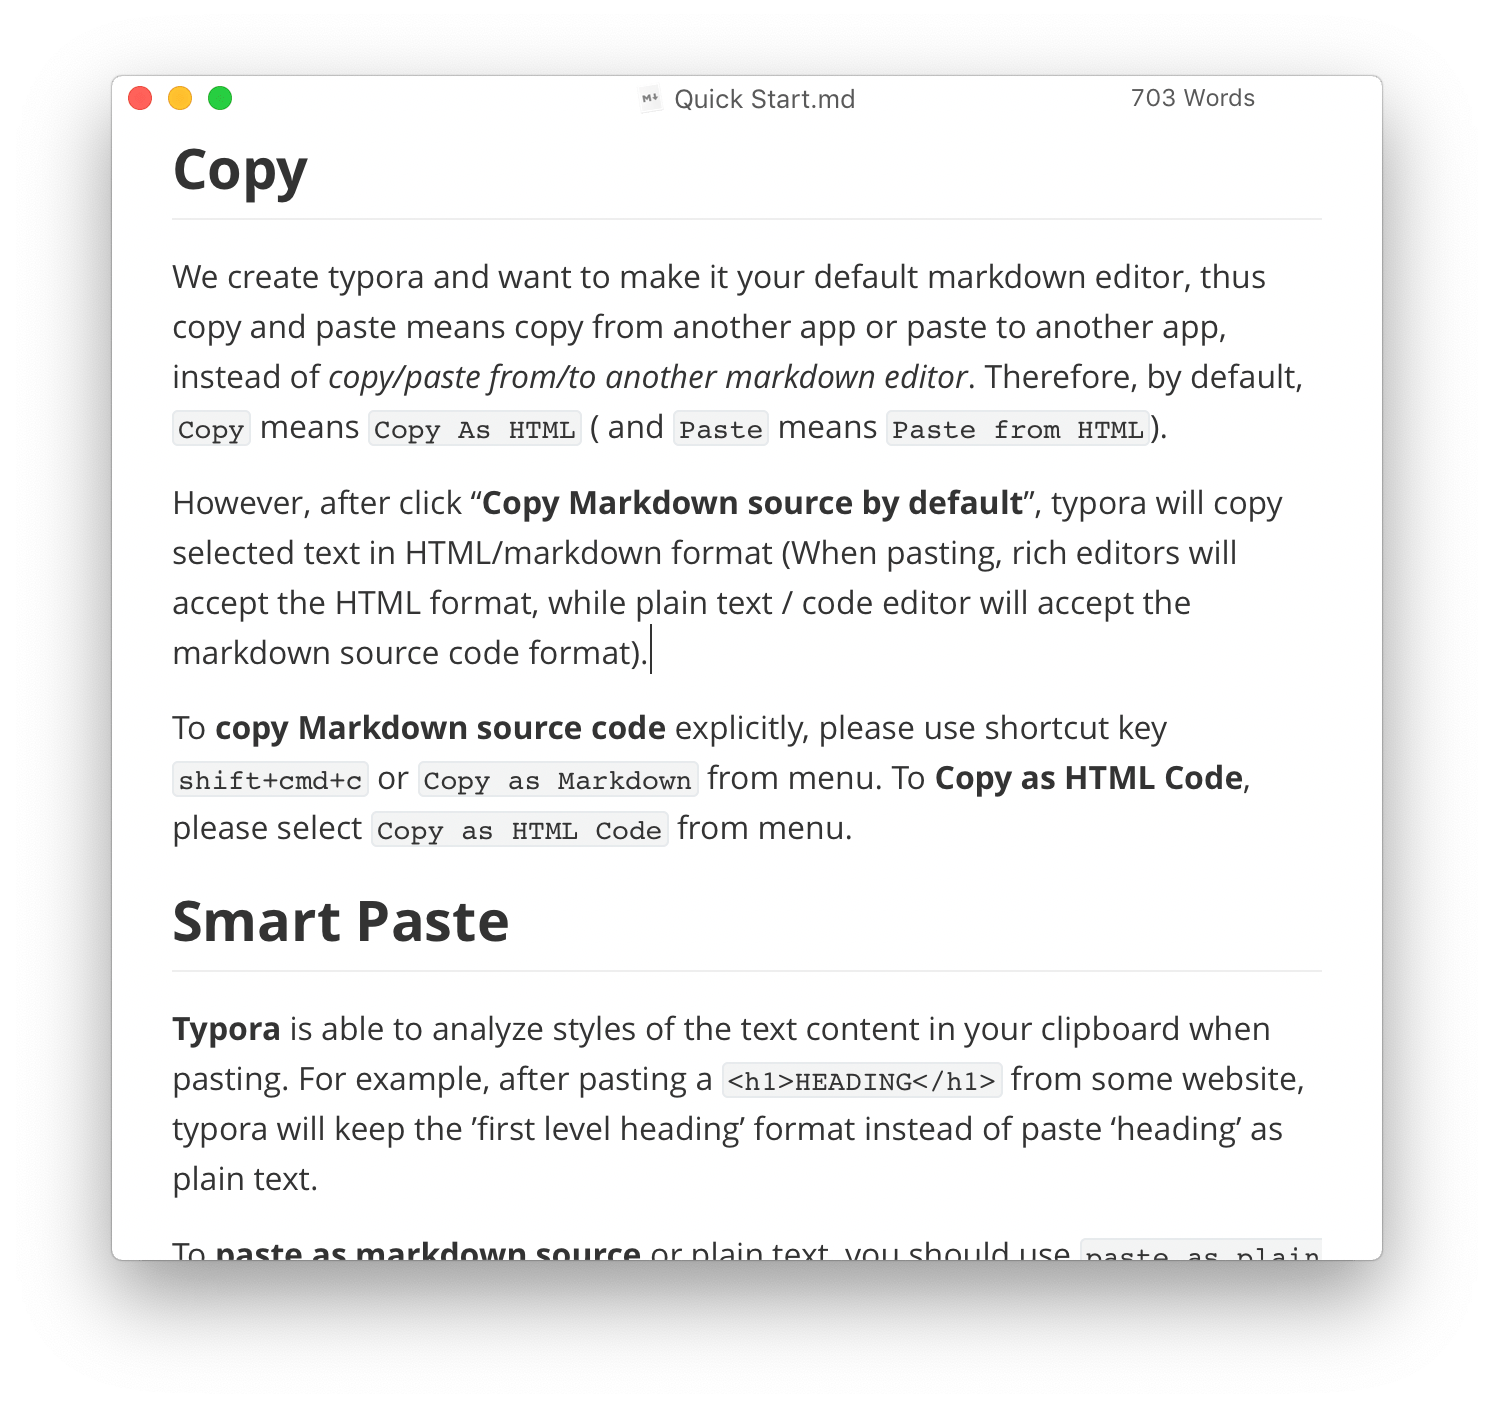 M↓ Quick Start.md 703 Words
Copy
We create typora and want to make it your default markdown editor, thus
copy and paste means copy from another app or paste to another app,
instead of copy/paste from/to another markdown editor. Therefore, by default,
Copy means Copy As HTML ( and Paste means Paste from HTML).
However, after click “Copy Markdown source by default”, typora will copy
selected text in HTML/markdown format (When pasting, rich editors will
accept the HTML format, while plain text / code editor will accept the
markdown source code format).
To copy Markdown source code explicitly, please use shortcut key
shift+cmd+c or Copy as Markdown from menu. To Copy as HTML Code,
please select Copy as HTML Code from menu.
Smart Paste
Typora is able to analyze styles of the text content in your clipboard when
pasting. For example, after pasting a <h1>HEADING</h1> from some website,
typora will keep the ’first level heading’ format instead of paste ‘heading’ as
plain text.
To paste as markdown source or plain text, you should use paste as plain